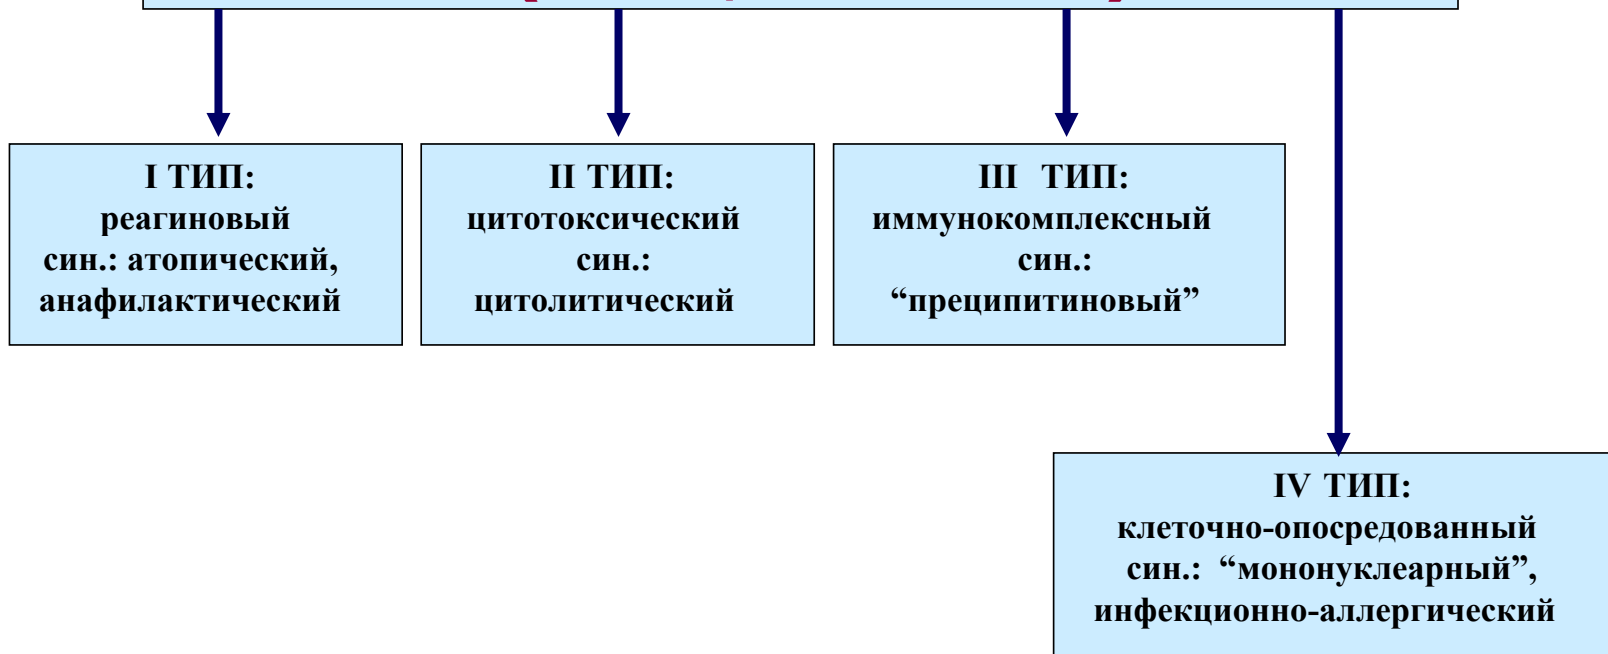 I ТИП:
реагиновый
син.: атопический,
анафилактический
II ТИП:
цитотоксический
син.:
цитолитический
III ТИП:
иммунокомплексный
син.:
“преципитиновый”
IV ТИП:
клеточно-опосредованный
син.: “мононуклеарный”,
инфекционно-аллергический